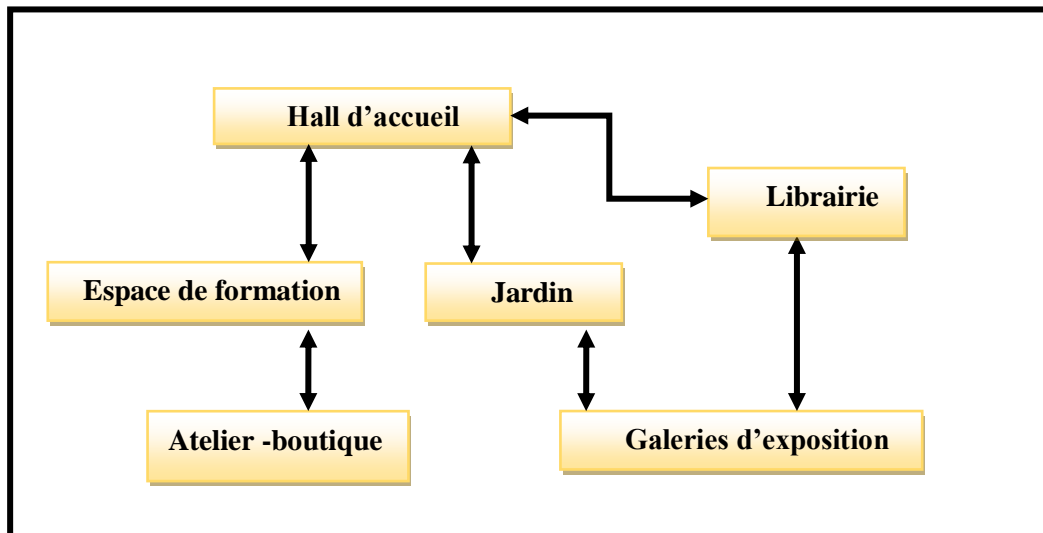 Hall d’accueil
Librairie
Espace de formation
Jardin
Atelier -boutique
Galeries d’exposition